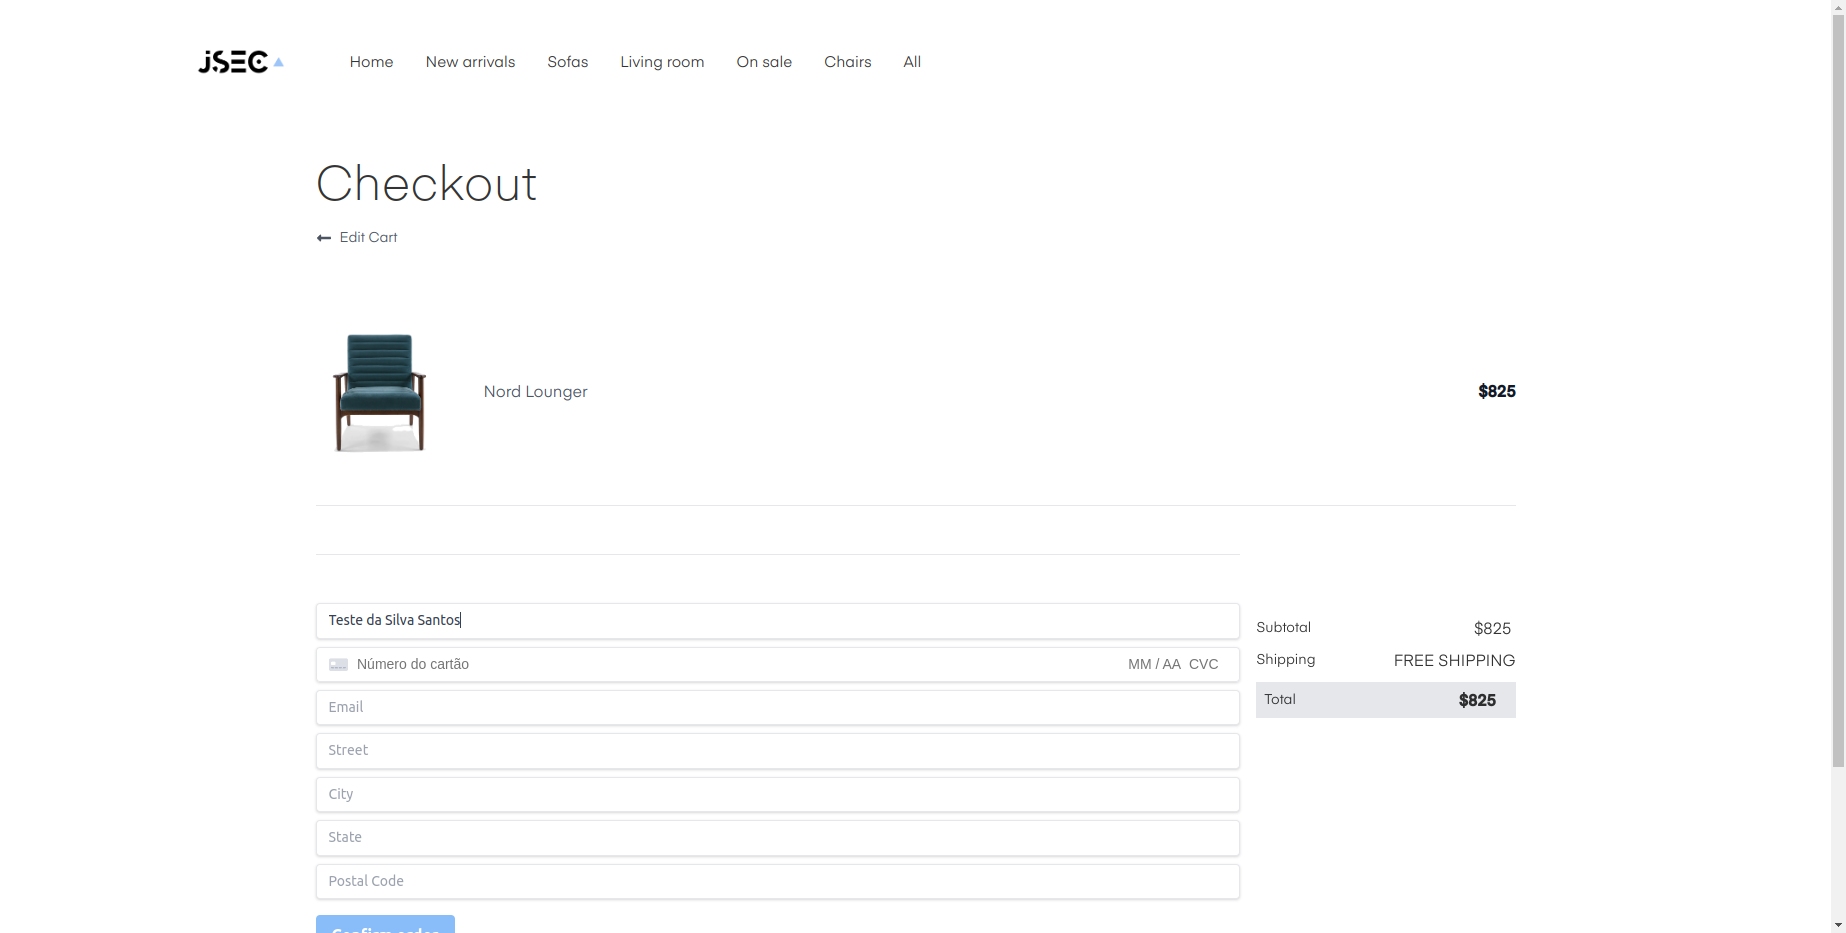 JSEC
Home New arrivals Sofas Living room On sale Chairs All
Checkout
Edit Cart
Nord Lounger $825
Teste da Silva Santos
Número do cartão MM / AA CVC
Email
Street
City
State
Postal Code
Confirm order
Subtotal $825
Shipping FREE SHIPPING
Total $825